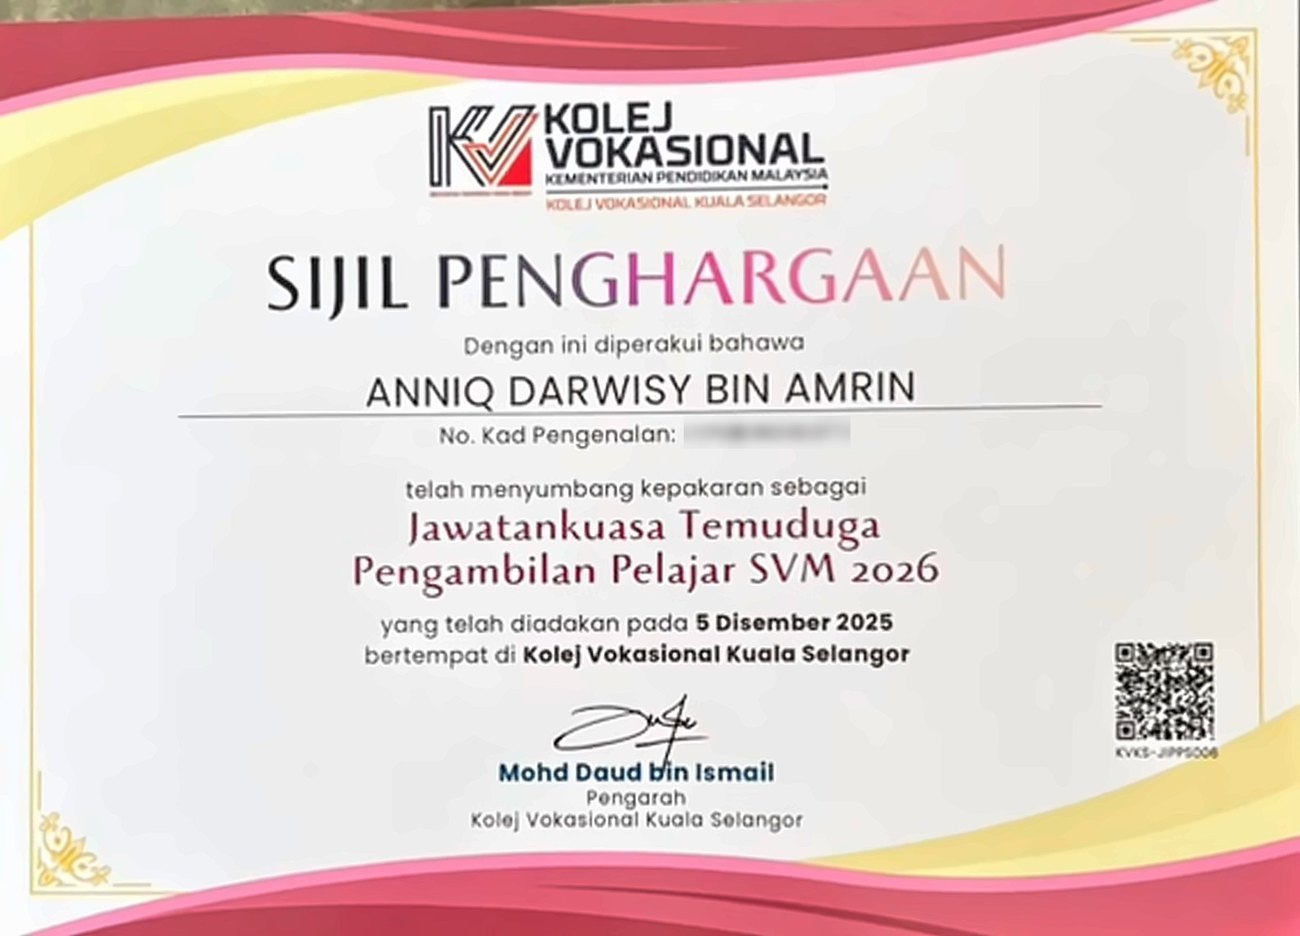 KOLEJ
VOKASIONAL
KEMENTERIAN PENDIDIKAN MALAYSIA
KOLEJ VOKASIONAL KUALA SELANGOR
SIJIL PENGHARGAAN
Dengan ini diperakui bahawa
ANNIQ DARWISY BIN AMRIN
No. Kad Pengenalan:
telah menyumbang kepakaran sebagai
Jawatankuasa Temuduga
Pengambilan Pelajar SVM 2026
yang telah diadakan pada 5 Disember 2025
bertempat di Kolej Vokasional Kuala Selangor
KVKS-JIPPS006
Mohd Daud bin Ismail
Pengarah
Kolej Vokasional Kuala Selangor